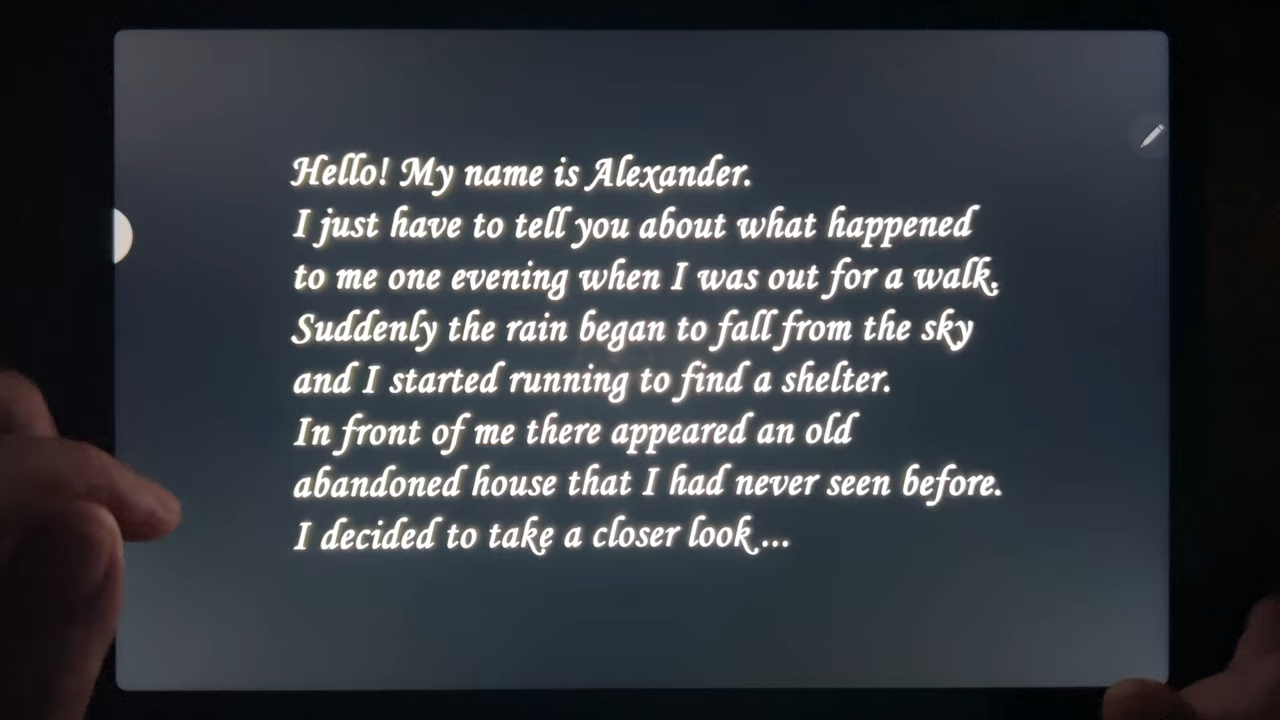 Hello! My name is Alexander.
I just have to tell you about what happened
to me one evening when I was out for a walk.
Suddenly the rain began to fall from the sky
and I started running to find a shelter.
In front of me there appeared an old
abandoned house that I had never seen before.
I decided to take a closer look...